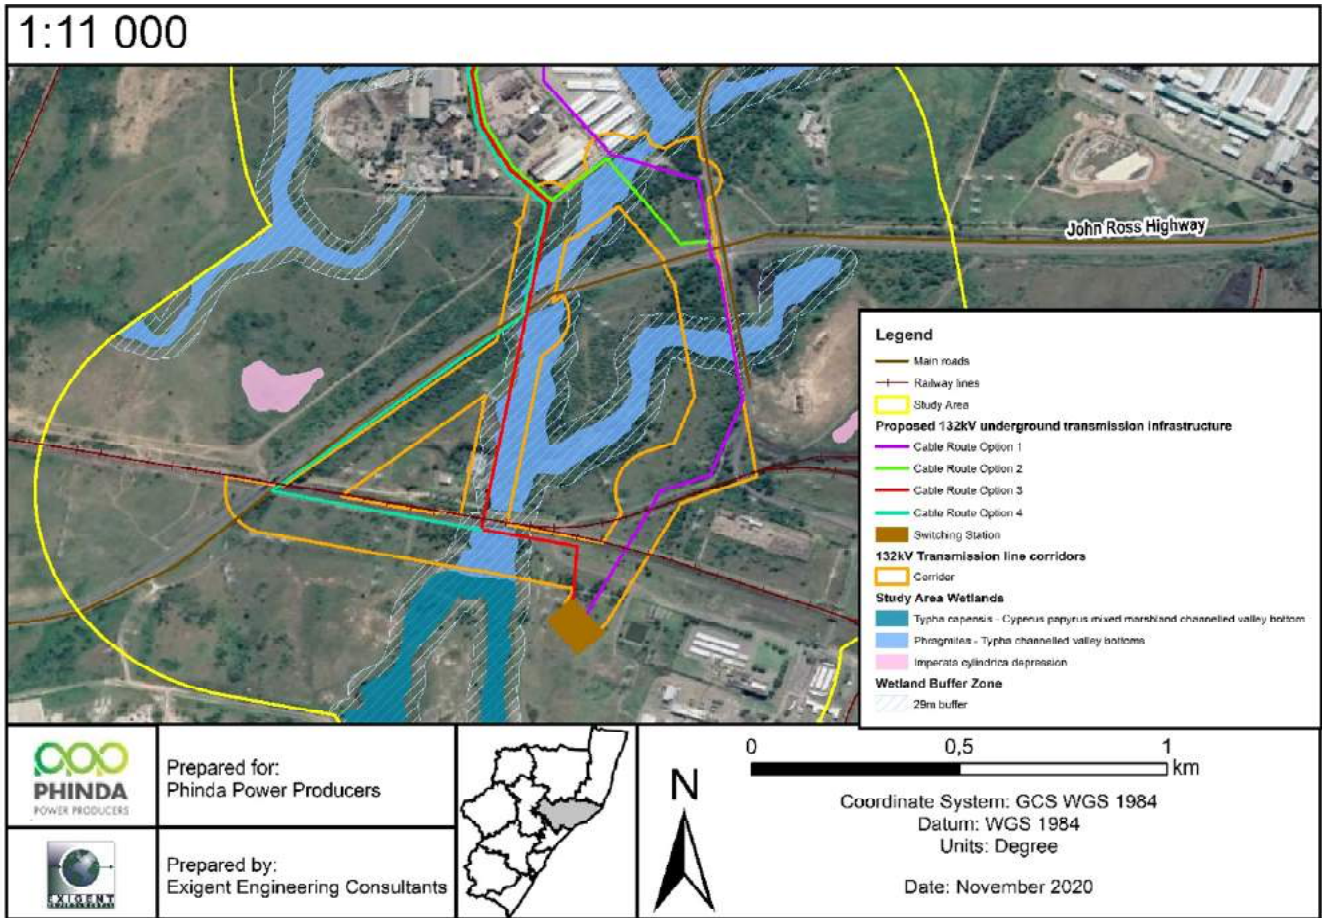 1:11 000
John Ross Highway
Legend
Main roads
Railway lines
Study Area
Proposed 132kV underground transmission infrastructure
Cable Route Option 1
Cable Route Option 2
Cable Route Option 3
Cable Route Option 4
Switching Station
132kV Transmission line corridors
Corridor
Study Area Wetlands
Typha capensis - Cyperus papyrus mixed marshland channelled valley bottom
Phragmites - Typha channelled valley bottoms
Imperata cylindrica depression
Wetland Buffer Zone
29m buffer
PHINDA
POWER PRODUCERS
Prepared for:
Phinda Power Producers
EXIGENT
Prepared by:
Exigent Engineering Consultants
N
0 0,5 1
km
Coordinate System: GCS WGS 1984
Datum: WGS 1984
Units: Degree
Date: November 2020